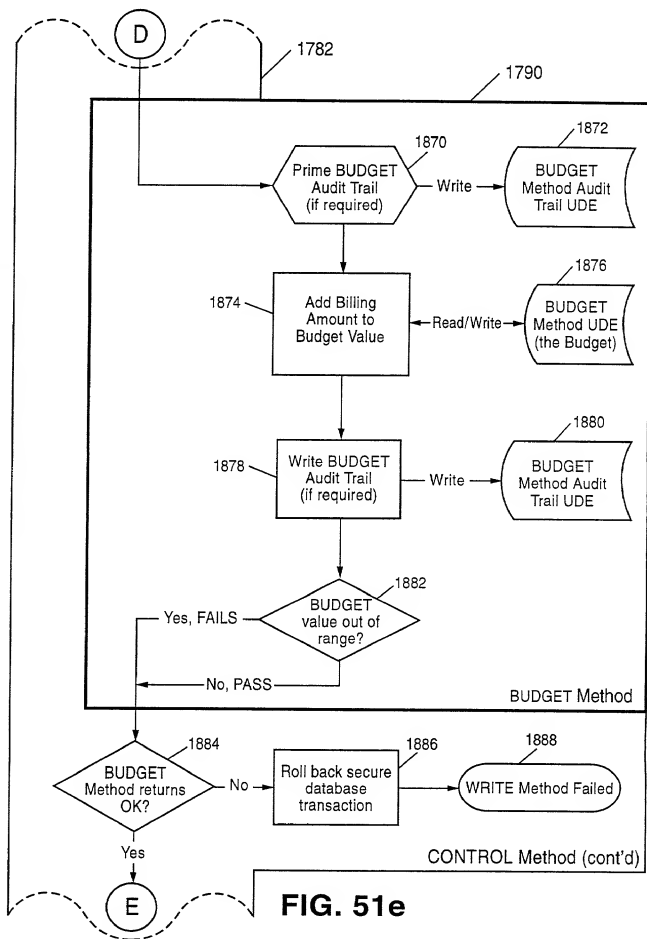 D
1782
1790
1870
1872
Prime BUDGET
Audit Trail
(if required)
Write
BUDGET
Method Audit
Trail UDE
1874
Add Billing
Amount to
Budget Value
Read/Write
1876
BUDGET
Method UDE
(the Budget)
1878
Write BUDGET
Audit Trail
(if required)
Write
1880
BUDGET
Method Audit
Trail UDE
1882
BUDGET
value out of
range?
Yes, FAILS
No, PASS
BUDGET Method
1884
BUDGET
Method returns
OK?
No
1886
Roll back secure
database
transaction
1888
WRITE Method Failed
Yes
CONTROL Method (cont'd)
E
FIG. 51e